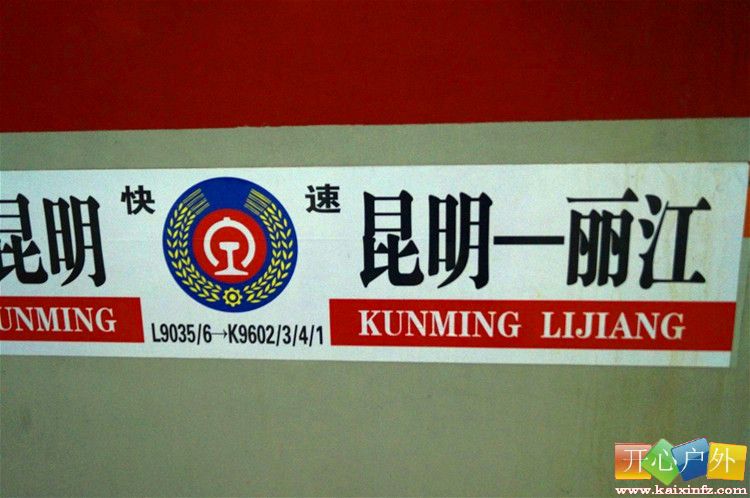 昆明 快 速 昆明—丽江
UNMING L9035/6→K9602/3/4/1 KUNMING LIJIANG
开心户外
www.kaixinfz.com